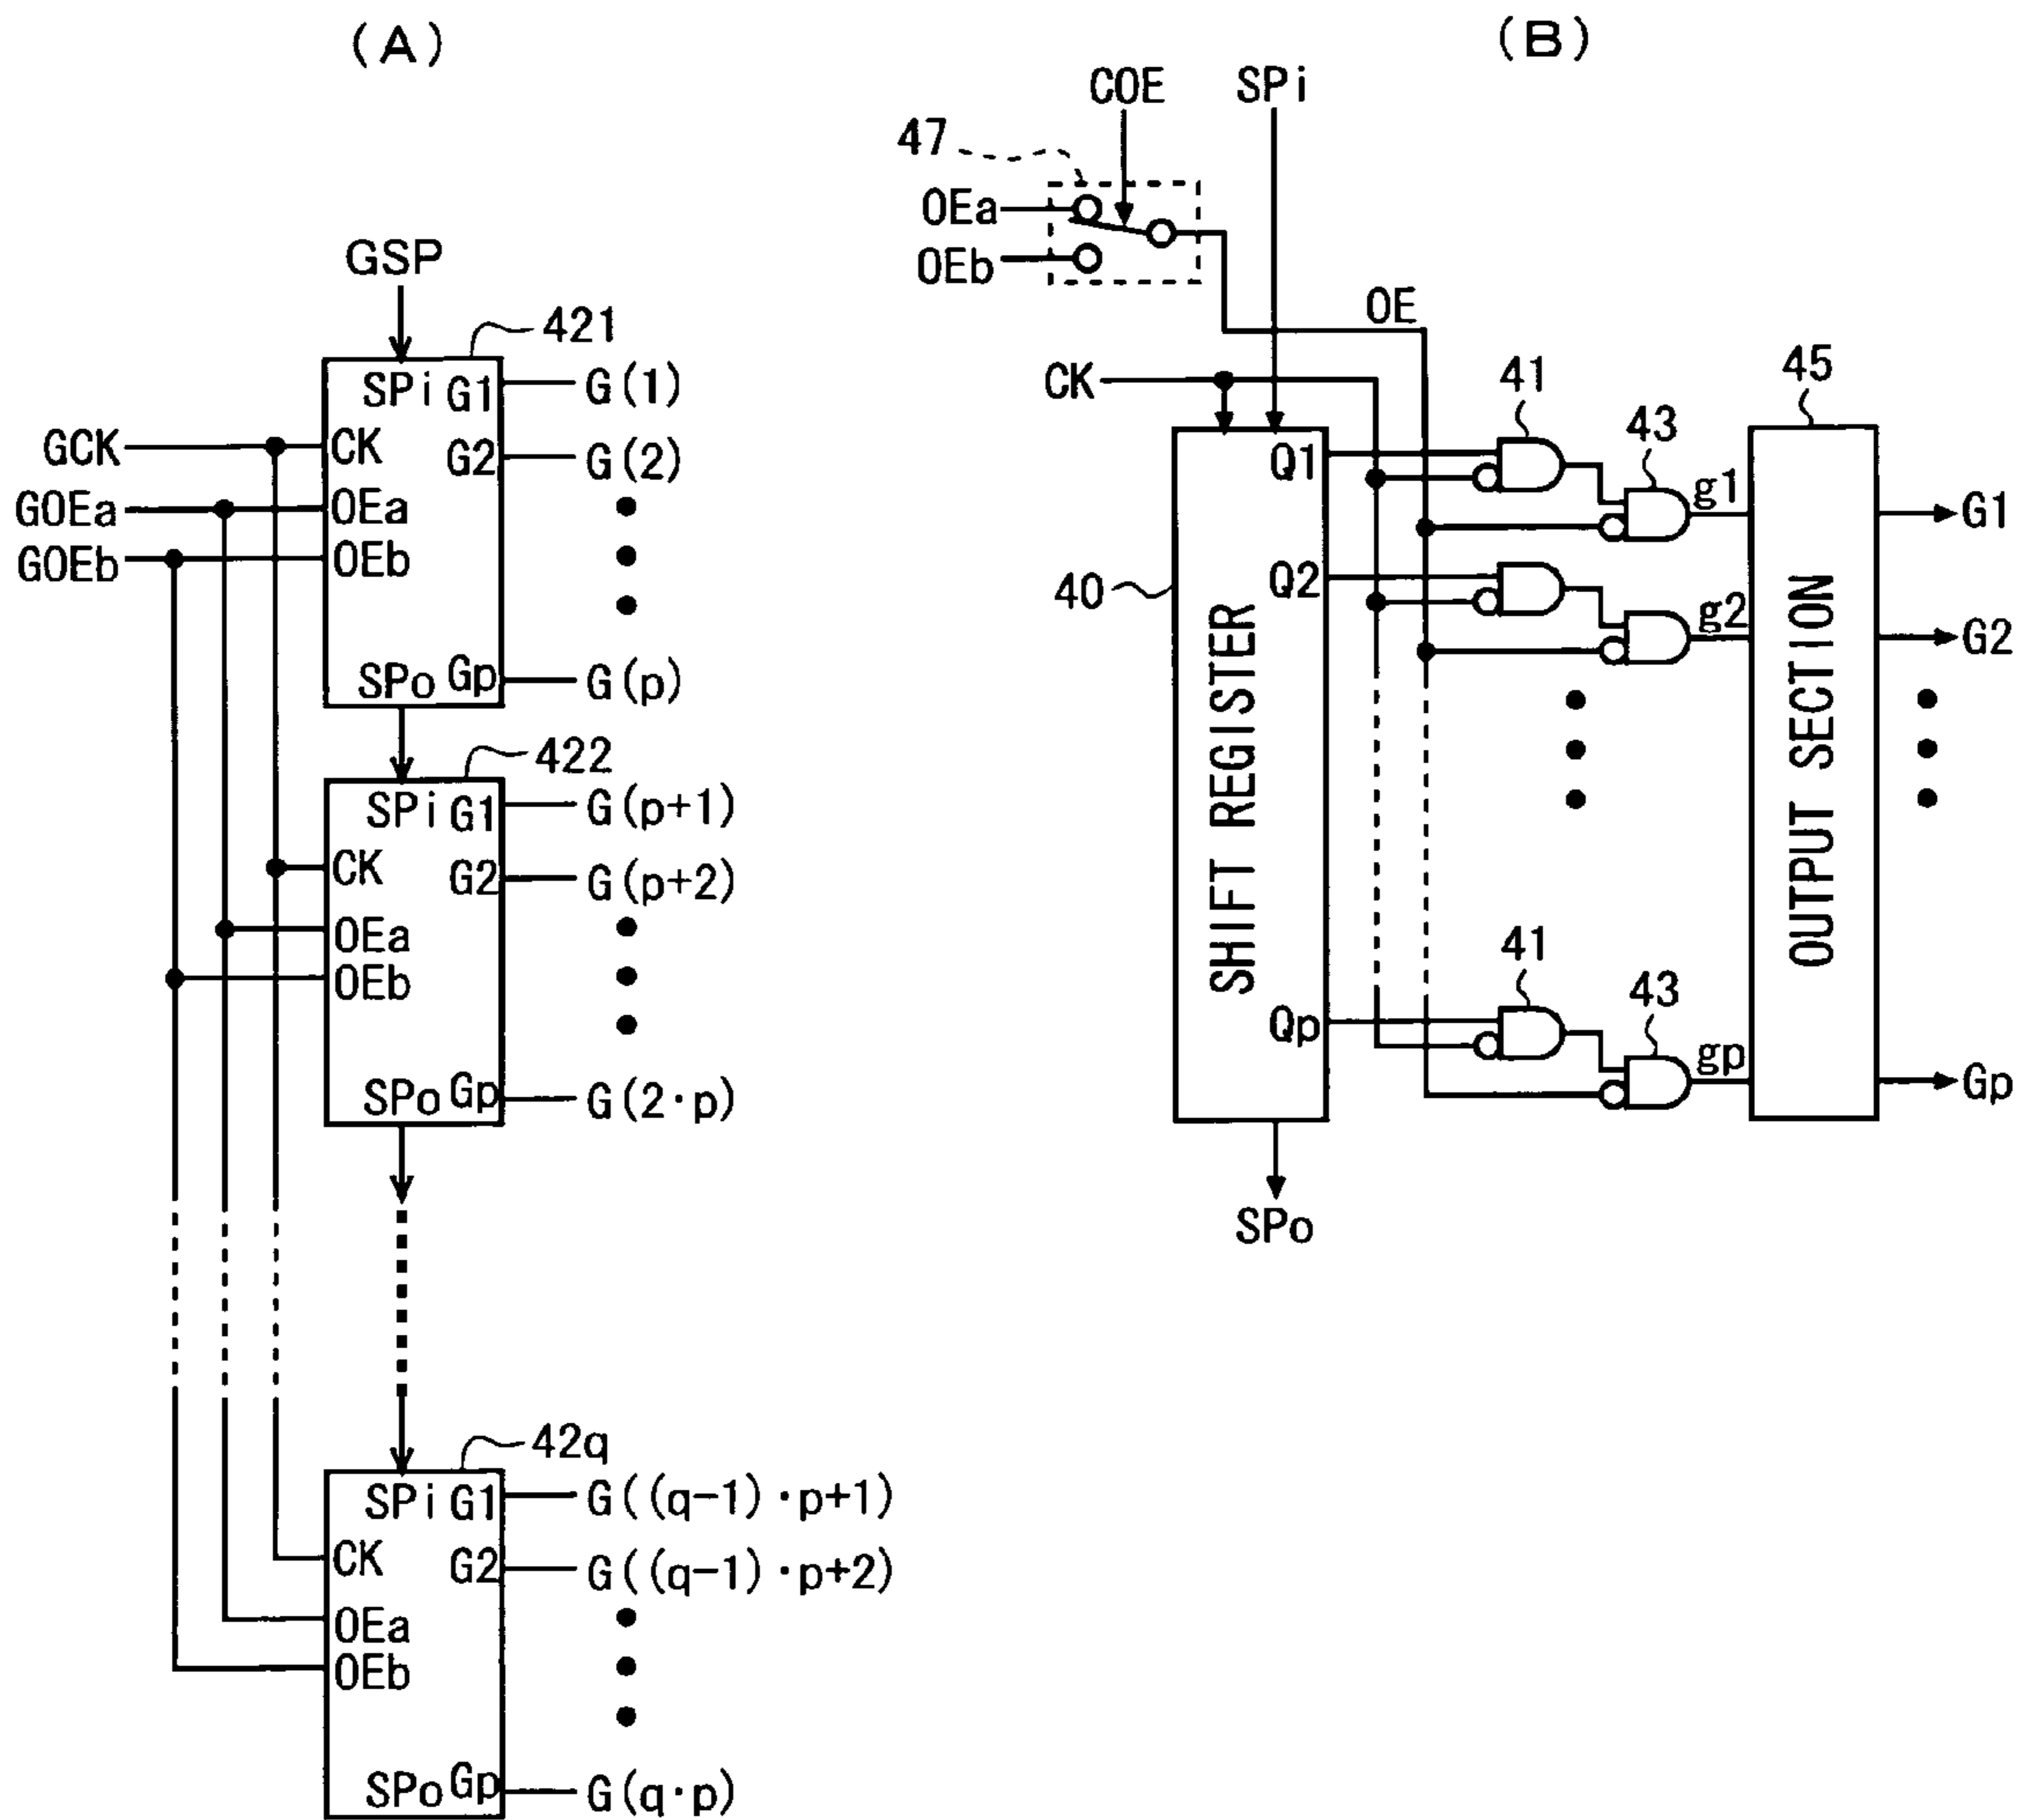 (A)
GSP
421
SPi G1
G(1)
GCK
CK
G2
G(2)
GOEa
OEa
GOEb
OEb
SPo Gp
G(p)
422
SPi G1
G(p+1)
CK
G2
G(p+2)
OEa
OEb
SPo Gp
G(2·p)
42q
SPi G1
G((q-1)·p+1)
CK
G2
G((q-1)·p+2)
OEa
OEb
SPo Gp
G(q·p)
(B)
COE
SPi
47
OEa
OEb
OE
CK
41
43
45
Q1
g1
G1
40
Q2
g2
G2
SHIFT REGISTER
OUTPUT SECTION
41
43
Qp
gp
Gp
SPo